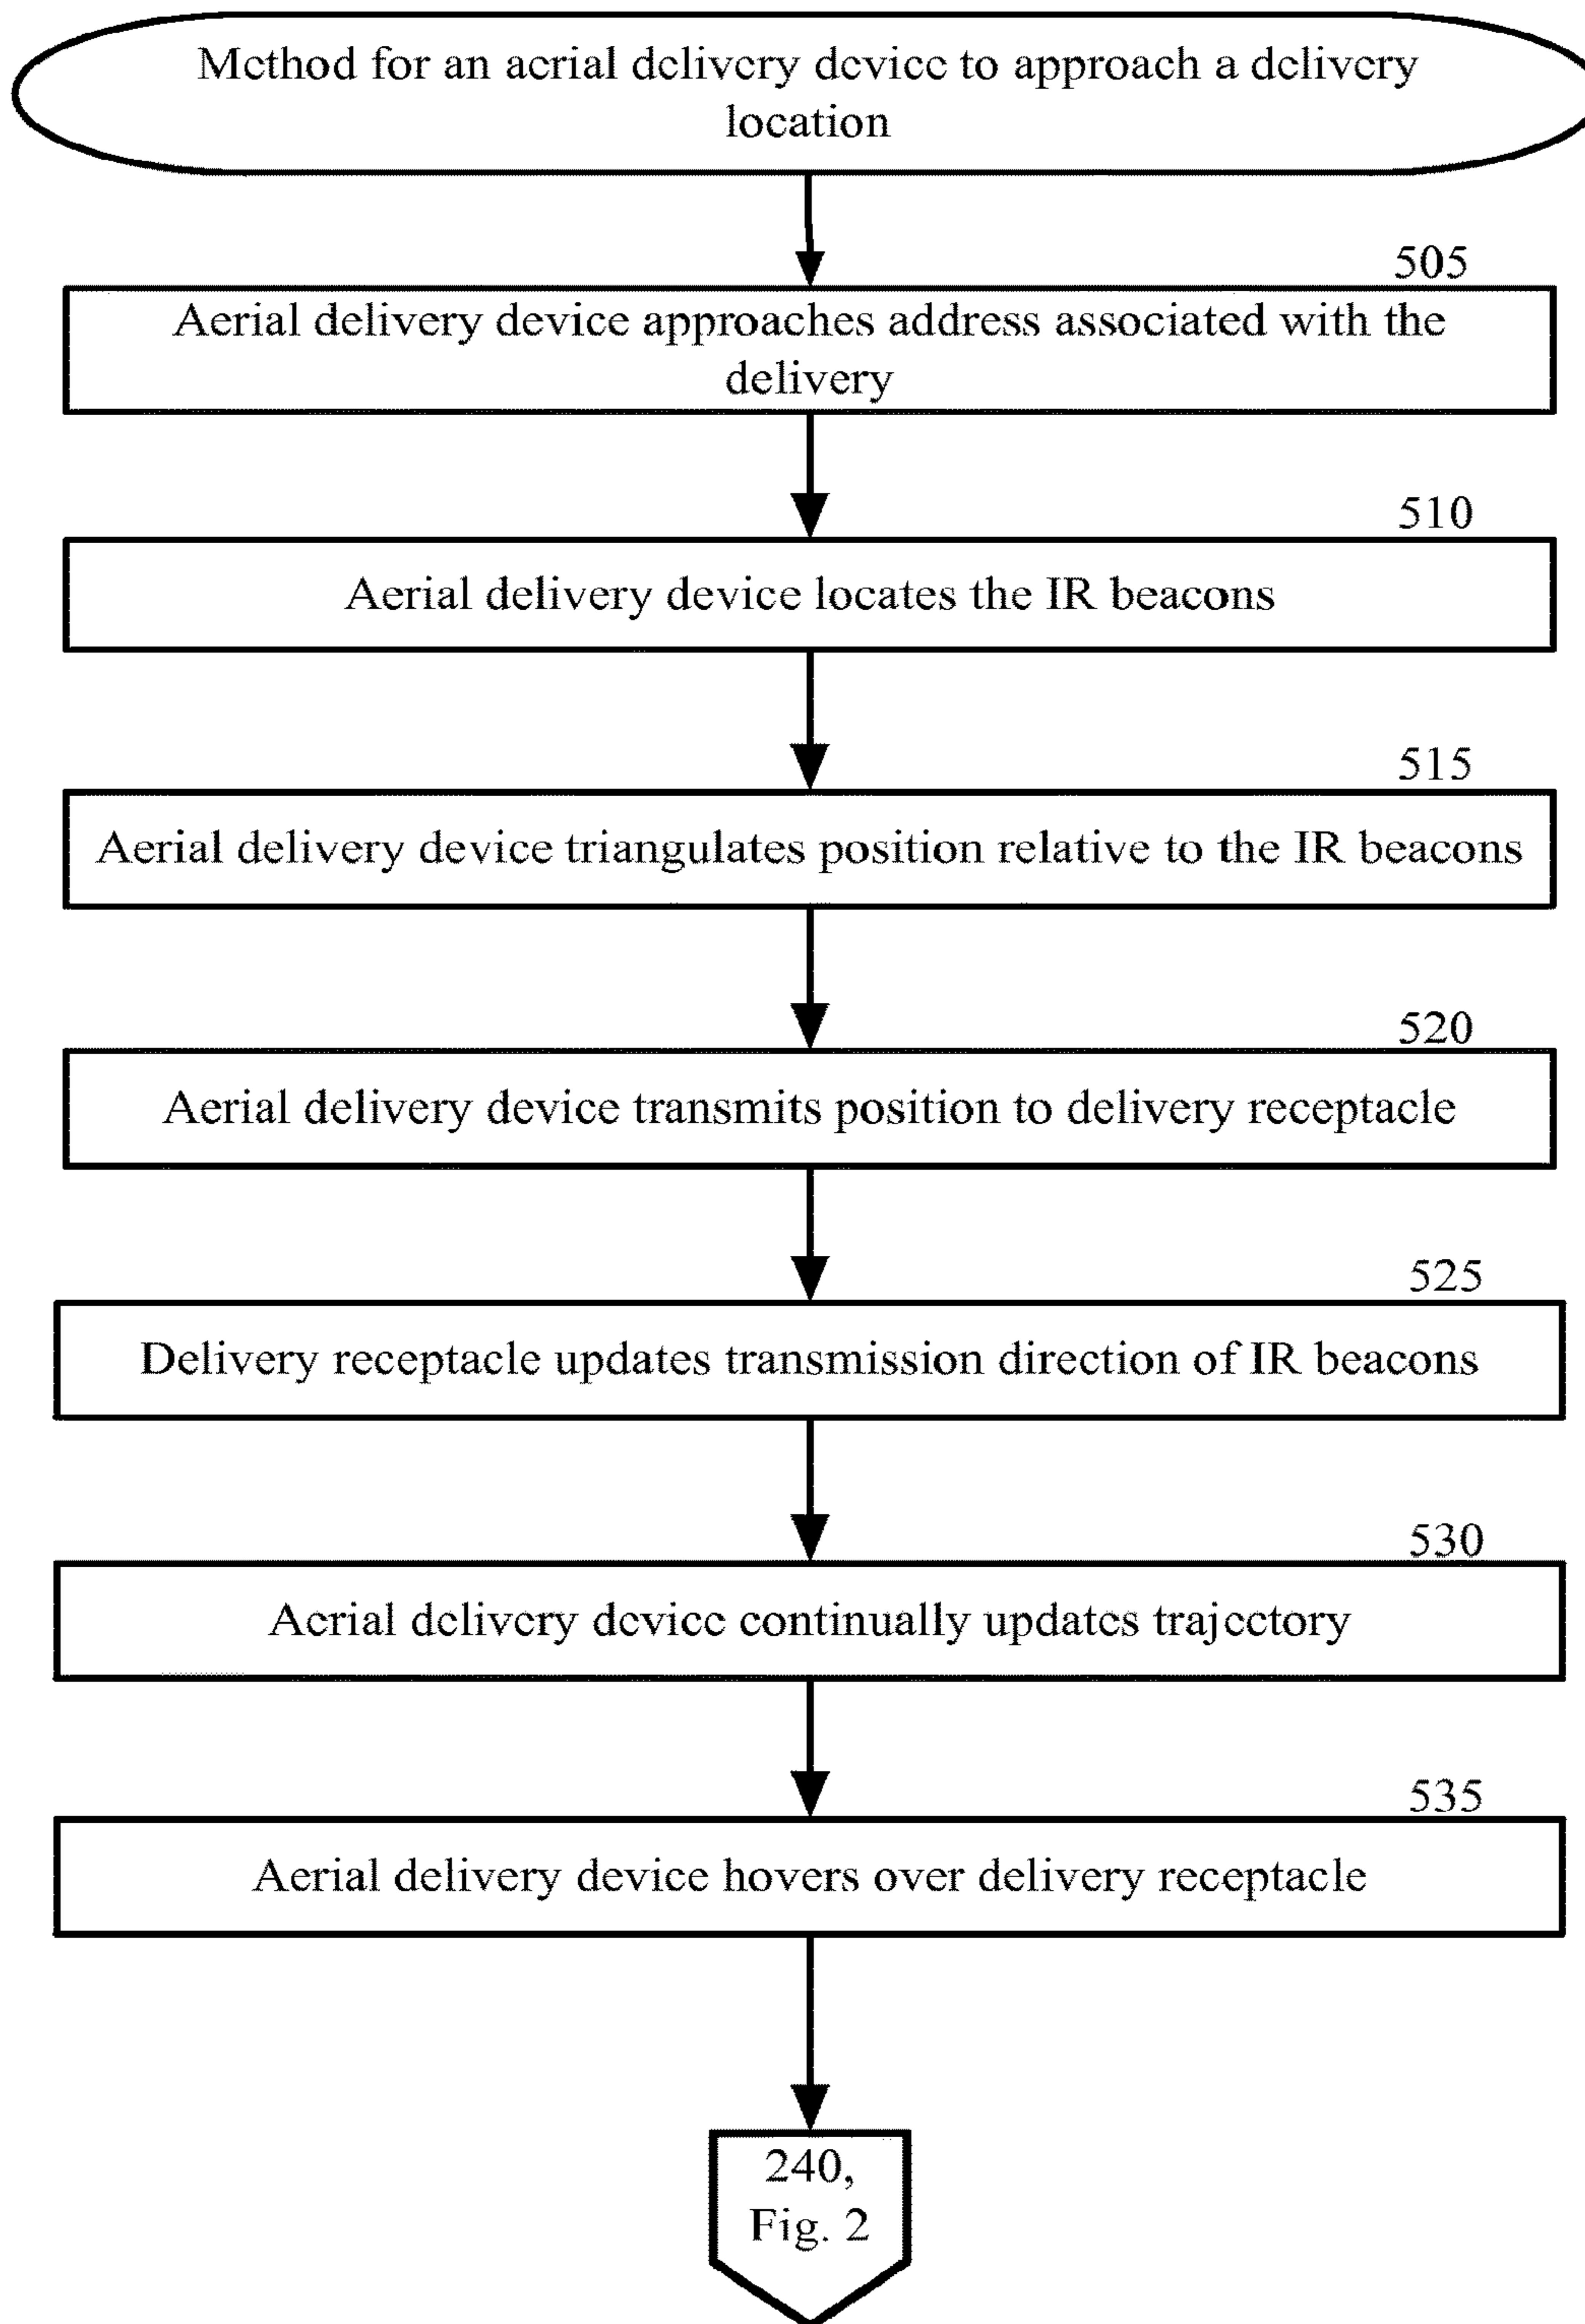 Method for an aerial delivery device to approach a delivery
location
505
Aerial delivery device approaches address associated with the
delivery
510
Aerial delivery device locates the IR beacons
515
Aerial delivery device triangulates position relative to the IR beacons
520
Aerial delivery device transmits position to delivery receptacle
525
Delivery receptacle updates transmission direction of IR beacons
530
Aerial delivery device continually updates trajectory
535
Aerial delivery device hovers over delivery receptacle
240,
Fig. 2